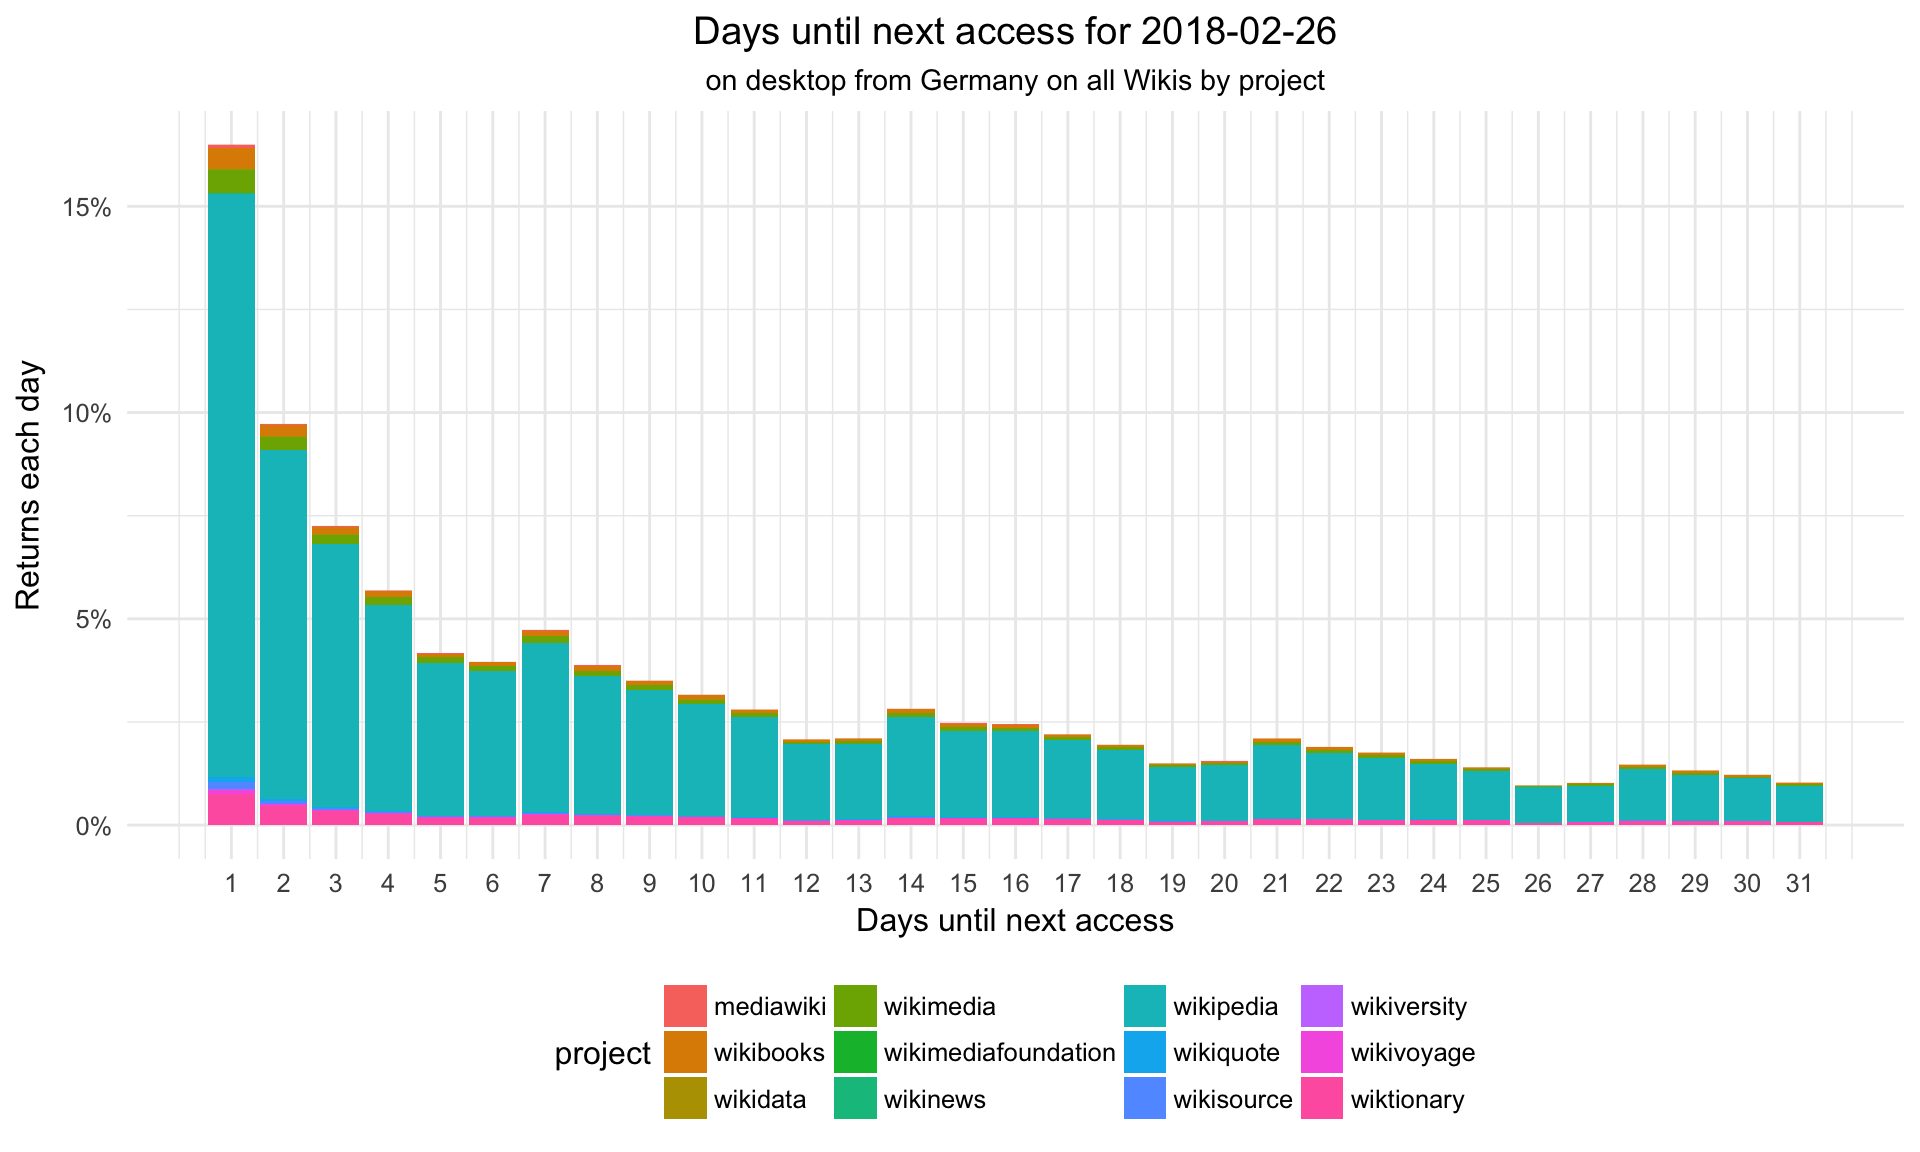 Days until next access for 2018-02-26
on desktop from Germany on all Wikis by project
Returns each day
15%
10%
5%
0%
1 2 3 4 5 6 7 8 9 10 11 12 13 14 15 16 17 18 19 20 21 22 23 24 25 26 27 28 29 30 31
Days until next access
project
mediawiki wikimedia wikipedia wikiversity
wikibooks wikimediafoundation wikiquote wikivoyage
wikidata wikinews wikisource wiktionary